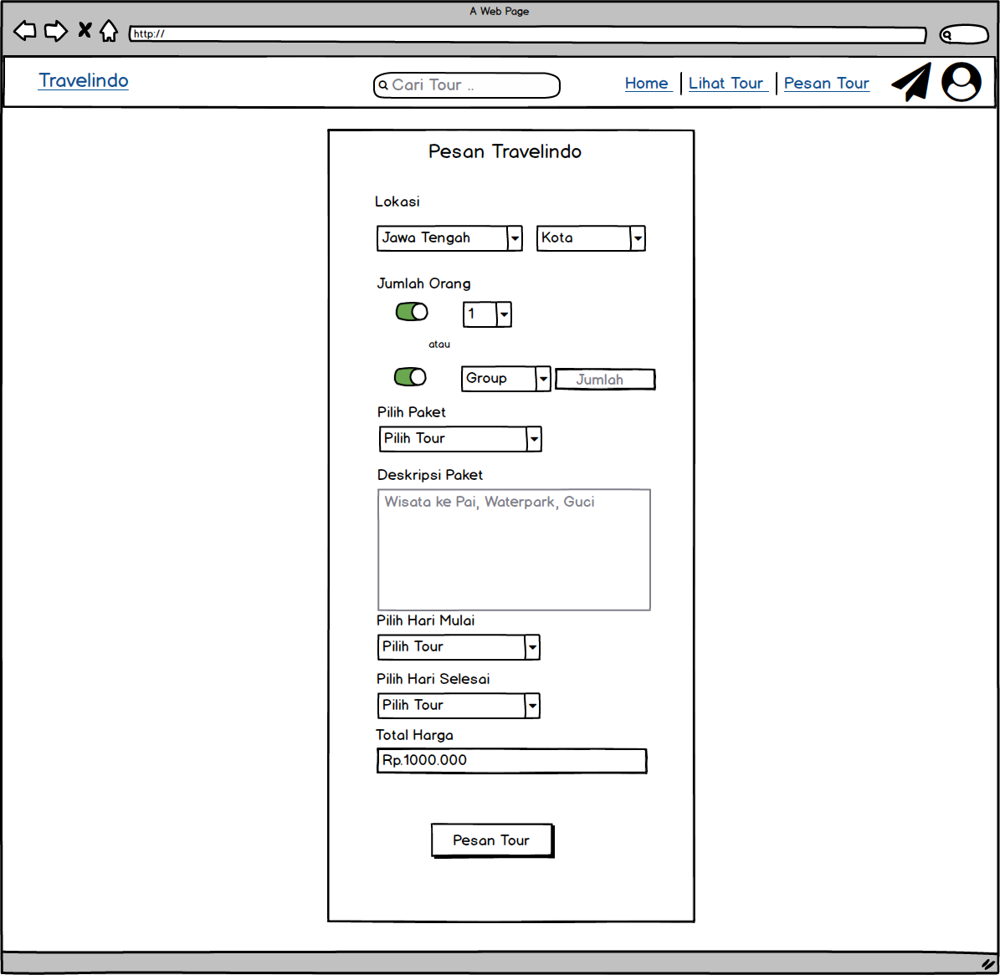 A Web Page
http://
Travelindo
Cari Tour ..
Home
Lihat Tour
Pesan Tour
Pesan Travelindo
Lokasi
Jawa Tengah
Kota
Jumlah Orang
1
atau
Group
Jumlah
Pilih Paket
Pilih Tour
Deskripsi Paket
Wisata ke Pai, Waterpark, Guci
Pilih Hari Mulai
Pilih Tour
Pilih Hari Selesai
Pilih Tour
Total Harga
Rp.1000.000
Pesan Tour